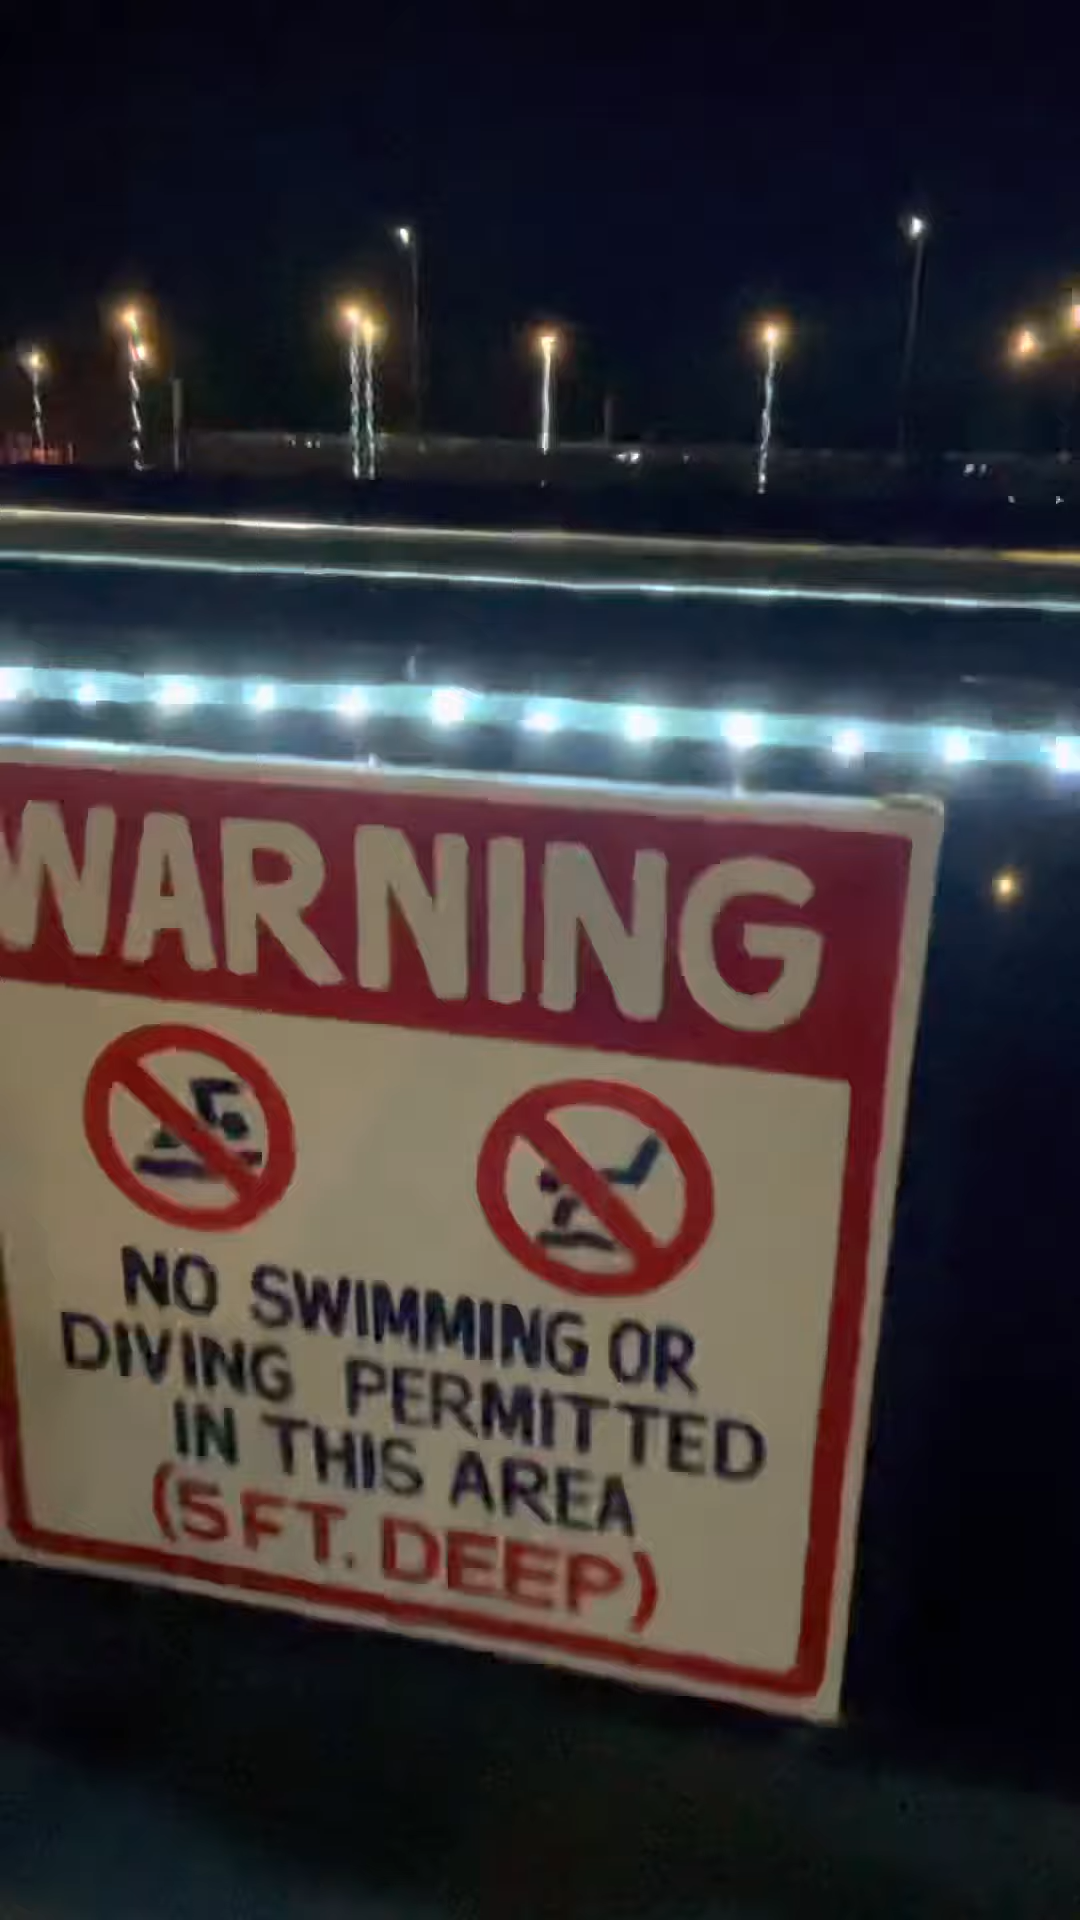 WARNING
NO SWIMMING OR
DIVING PERMITTED
IN THIS AREA
(5FT. DEEP)